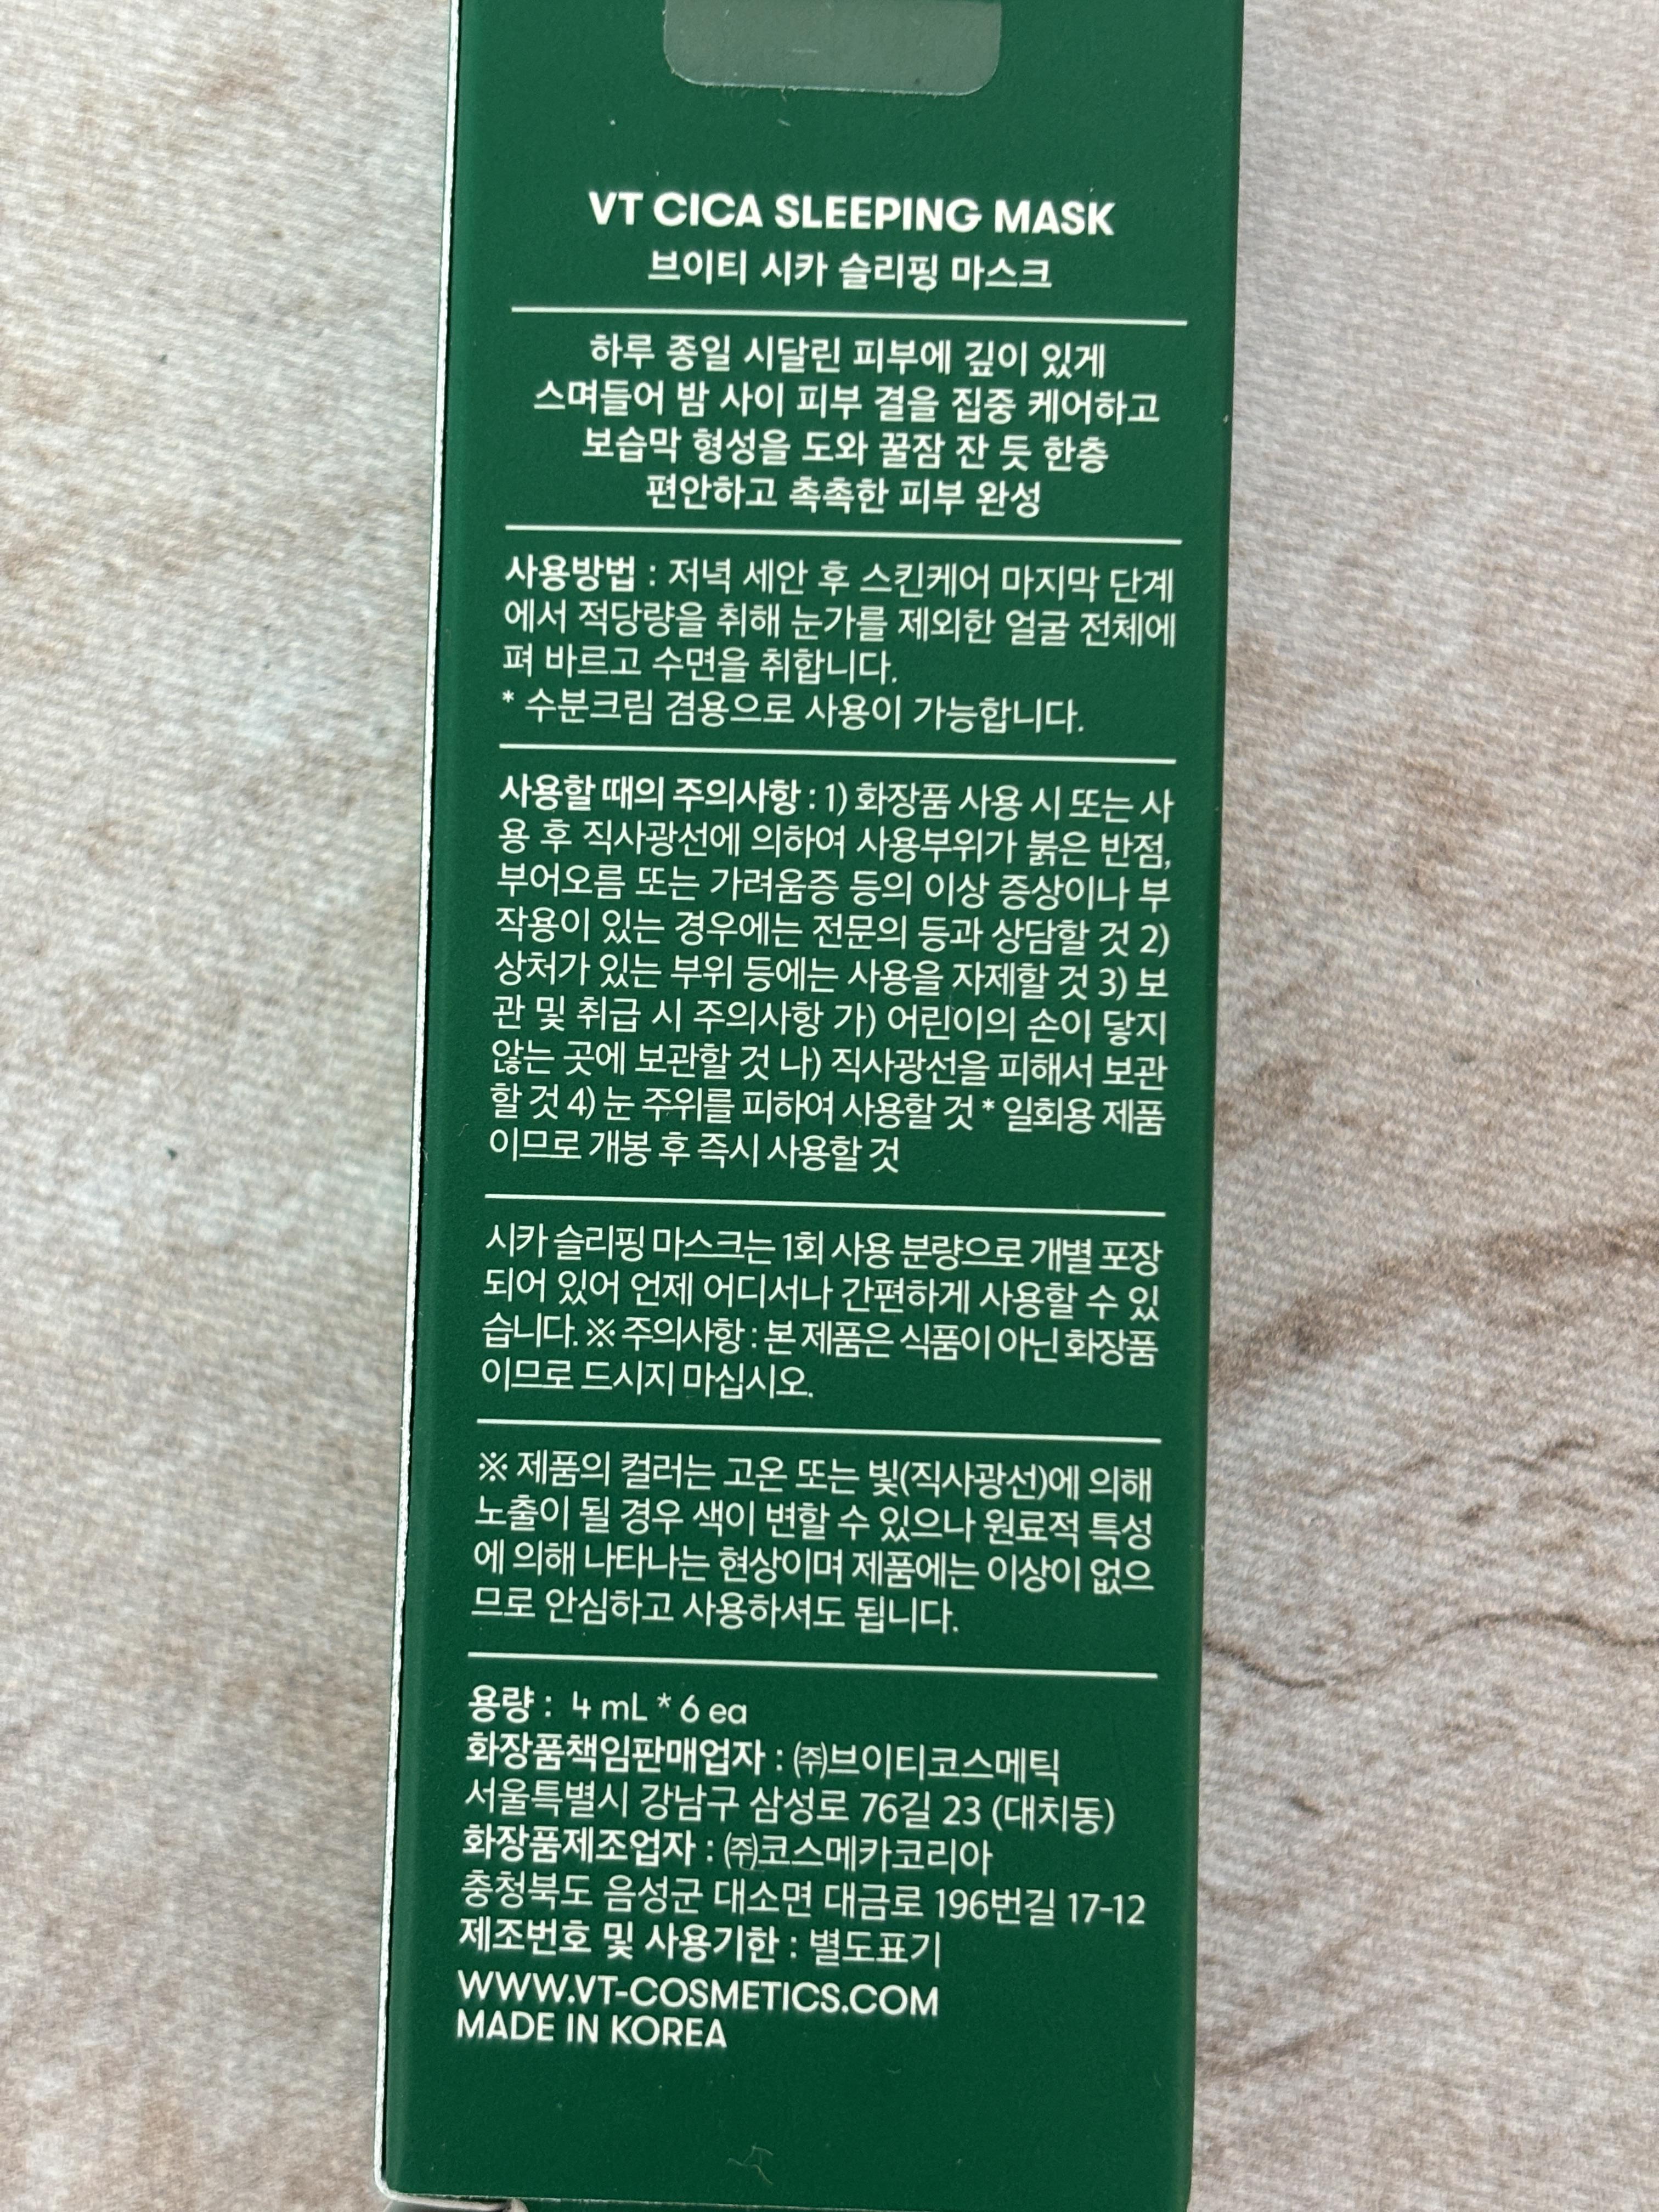 VT CICA SLEEPING MASK
브이티 시카 슬리핑 마스크
하루 종일 시달린 피부에 깊이 있게
스며들어 밤 사이 피부 결을 집중 케어하고
보습막 형성을 도와 꿀잠 잔 듯 한층
편안하고 촉촉한 피부 완성
사용방법 : 저녁 세안 후 스킨케어 마지막 단계
에서 적당량을 취해 눈가를 제외한 얼굴 전체에
펴 바르고 수면을 취합니다.
* 수분크림 겸용으로 사용이 가능합니다.
사용할 때의 주의사항 : 1) 화장품 사용 시 또는 사
용 후 직사광선에 의하여 사용부위가 붉은 반점,
부어오름 또는 가려움증 등의 이상 증상이나 부
작용이 있는 경우에는 전문의 등과 상담할 것 2)
상처가 있는 부위 등에는 사용을 자제할 것 3) 보
관 및 취급 시 주의사항 가) 어린이의 손이 닿지
않는 곳에 보관할 것 나) 직사광선을 피해서 보관
할 것 4) 눈 주위를 피하여 사용할 것 * 일회용 제품
이므로 개봉 후 즉시 사용할 것
시카 슬리핑 마스크는 1회 사용 분량으로 개별 포장
되어 있어 언제 어디서나 간편하게 사용할 수 있
습니다. ※ 주의사항 : 본 제품은 식품이 아닌 화장품
이므로 드시지 마십시오.
※ 제품의 컬러는 고온 또는 빛(직사광선)에 의해
노출이 될 경우 색이 변할 수 있으나 원료적 특성
에 의해 나타나는 현상이며 제품에는 이상이 없으
므로 안심하고 사용하셔도 됩니다.
용량 : 4 mL * 6 ea
화장품책임판매업자 : ㈜브이티코스메틱
서울특별시 강남구 삼성로 76길 23 (대치동)
화장품제조업자 : ㈜코스메카코리아
충청북도 음성군 대소면 대금로 196번길 17-12
제조번호 및 사용기한 : 별도표기
WWW.VT-COSMETICS.COM
MADE IN KOREA